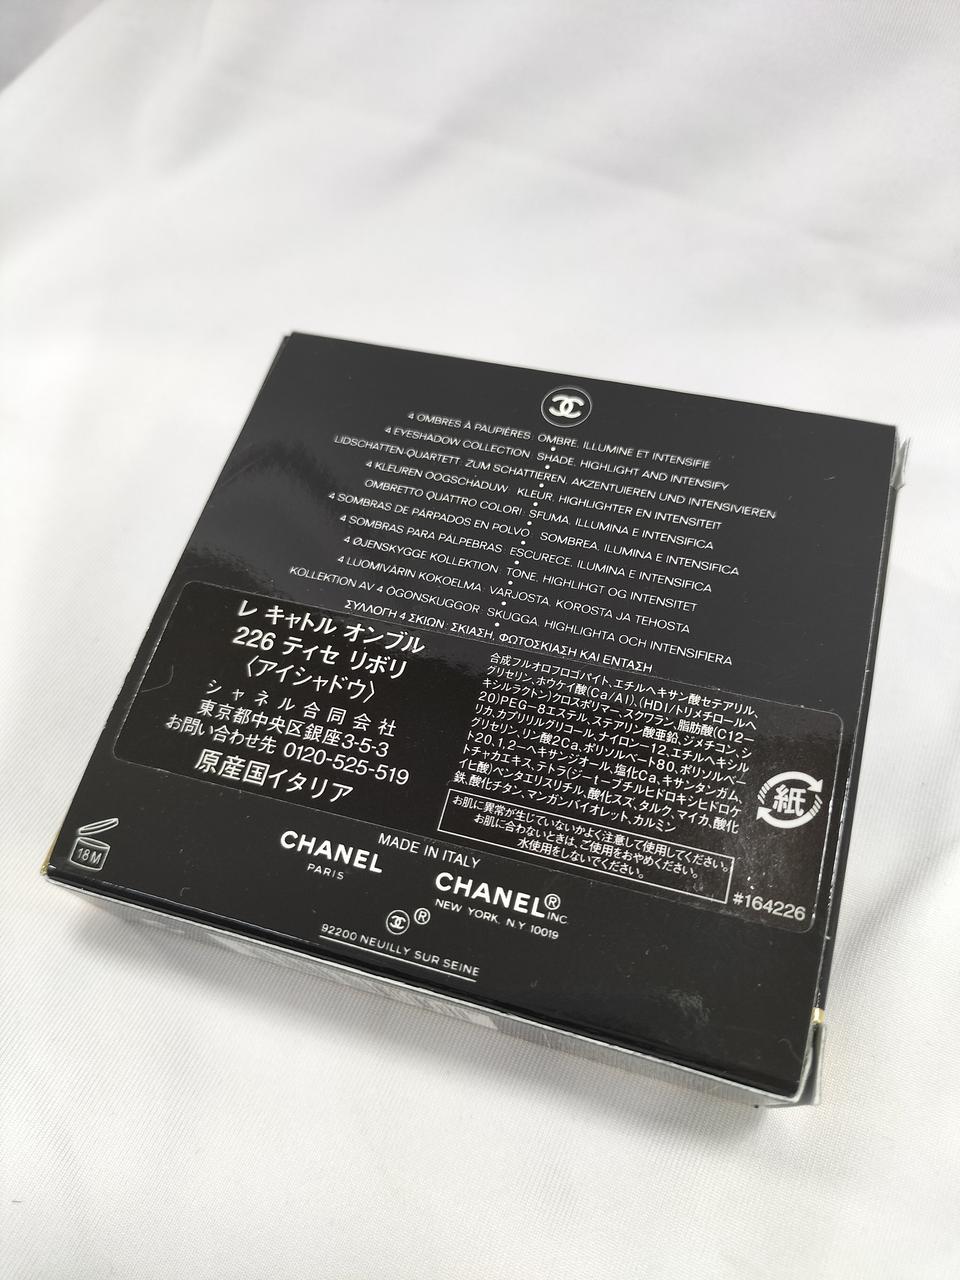 4 OMBRES À PAUPIÈRES : OMBRE, ILLUMINE ET INTENSIFIE
4 EYESHADOW COLLECTION : SHADE, HIGHLIGHT AND INTENSIFY
LIDSCHATTEN-QUARTETT : ZUM SCHATTIEREN, AKZENTUIEREN UND INTENSIVIEREN
4 KLEUREN OOGSCHADUW : KLEUR, HIGHLIGHTER EN INTENSITEIT
OMBRETTO QUATTRO COLORI : SFUMA, ILLUMINA E INTENSIFICA
4 SOMBRAS DE PÁRPADOS EN POLVO : SOMBREA, ILUMINA E INTENSIFICA
4 SOMBRAS PARA PÁLPEBRAS : ESCURECE, ILUMINA E INTENSIFICA
4 ØJENSKYGGE KOLLEKTION : TONE, HIGHLIHGT OG INTENSITET
4 LUOMIVÄRIN KOKOELMA : VARJOSTA, KOROSTA JA TEHOSTA
KOLLEKTION AV 4 ÖGONSKUGGOR : SKUGGA, HIGHLIGHTA OCH INTENSIFIERA
ΣΥΛΛΟΓΗ 4 ΣΚΙΩΝ : ΣΚΙΑΣΗ, ΦΩΤΟΣΚΙΑΣΗ ΚΑΙ ΕΝΤΑΣΗ
レ キャトル オンブル
226 ティセ リボリ
〈アイシャドウ〉
シャネル合同会社
東京都中央区銀座3-5-3
お問い合わせ先 0120-525-519
原産国イタリア
合成フルオロフロゴパイト、エチルヘキサン酸セテアリル、
グリセリン、ホウケイ酸(Ca/Al)、(HDI/トリメチロールヘ
キシルラクトン)クロスポリマー、スクワラン、脂肪酸(C12-
20)PEG-8エステル、ステアリン酸亜鉛、ジメチコン、シ
リカ、カプリリルグリコール、ナイロン-12、エチルヘキシル
グリセリン、リン酸2Ca、ポリソルベート80、ポリソルベー
ト20、1,2-ヘキサンジオール、塩化Ca、キサンタンガム、
トチャカエキス、テトラ(ジ-t-ブチルヒドロキシヒドロケ
イヒ酸)ペンタエリスリチル、酸化スズ、タルク、マイカ、酸化
鉄、酸化チタン、マンガンバイオレット、カルミン
紙
お肌に異常が生じていないかよく注意して使用してください。
お肌に合わないときは、ご使用をおやめください。
水使用をしないでください。
#164226
18M
MADE IN ITALY
CHANEL
PARIS
CHANEL® INC
NEW YORK, N.Y 10019
®
92200 NEUILLY SUR SEINE